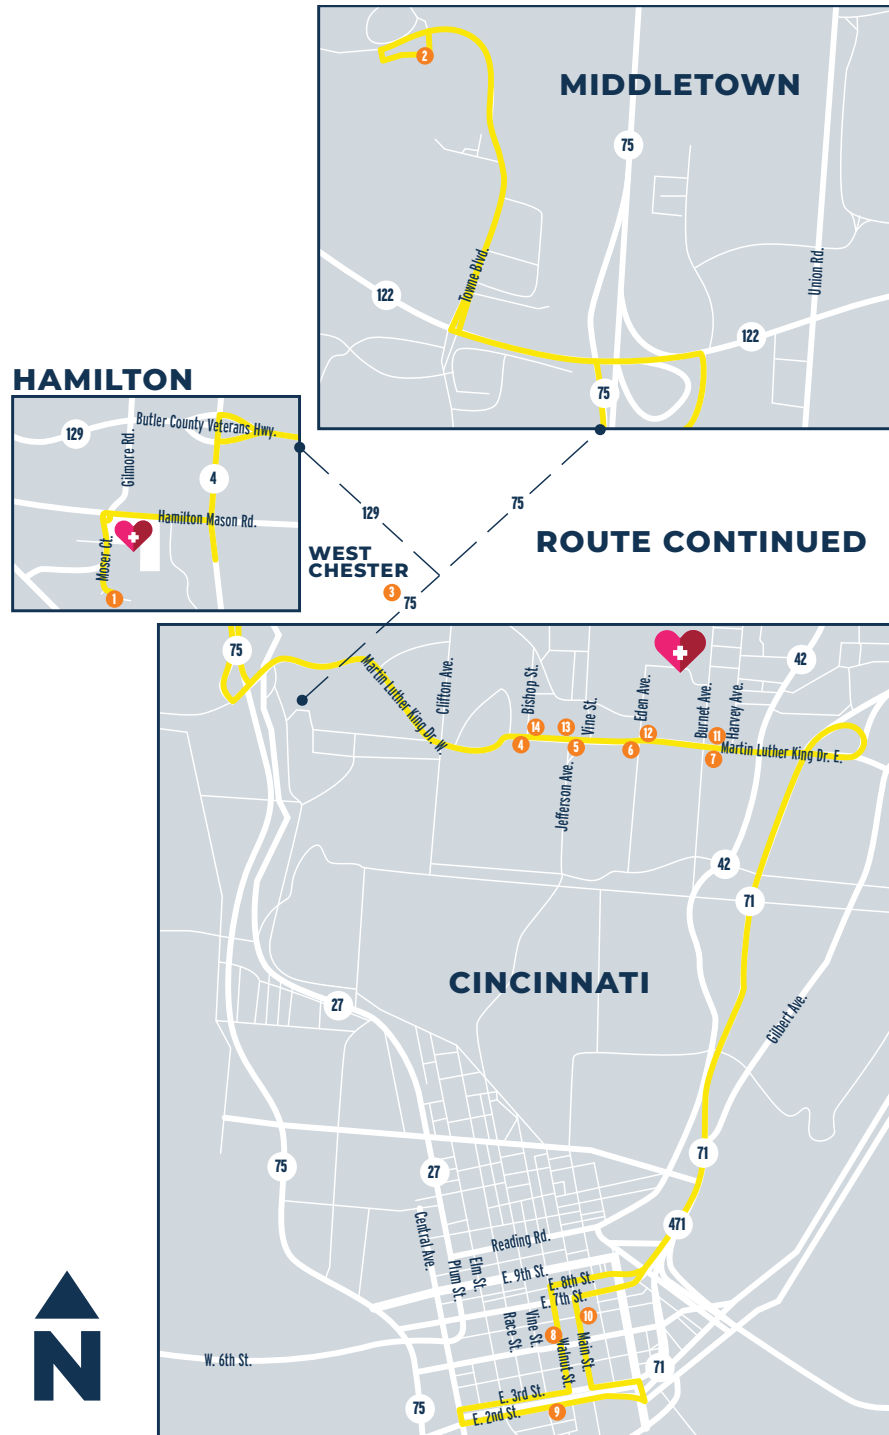 2
MIDDLETOWN
75
Towne Blvd.
Union Rd.
122
122
75
HAMILTON
Butler County Veterans Hwy.
129
Gilmore Rd.
4
Hamilton Mason Rd.
Moser Ct.
1
129
75
ROUTE CONTINUED
WEST
CHESTER
3
75
75
42
Martin Luther King Dr. W.
Clifton Ave.
Bishop St.
Vine St.
Eden Ave.
Burnet Ave.
Harvey Ave.
14
13
12
11
4
5
6
7
Martin Luther King Dr. E.
Jefferson Ave.
42
71
CINCINNATI
27
Gilbert Ave.
75
27
71
471
Central Ave.
Reading Rd.
Plum St.
Elm St.
E. 9th St.
E. 8th St.
E. 7th St.
Race St.
Vine St.
8
10
Walnut St.
Main St.
W. 6th St.
71
E. 3rd St.
E. 2nd St.
9
75
N